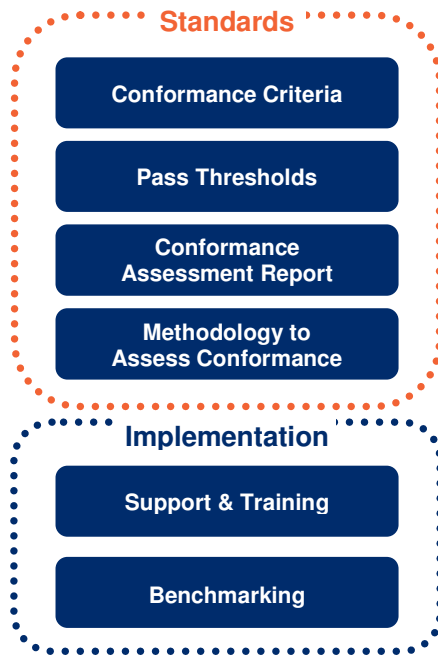 Standards
Conformance Criteria
Pass Thresholds
Conformance
Assessment Report
Methodology to
Assess Conformance
Implementation
Support & Training
Benchmarking